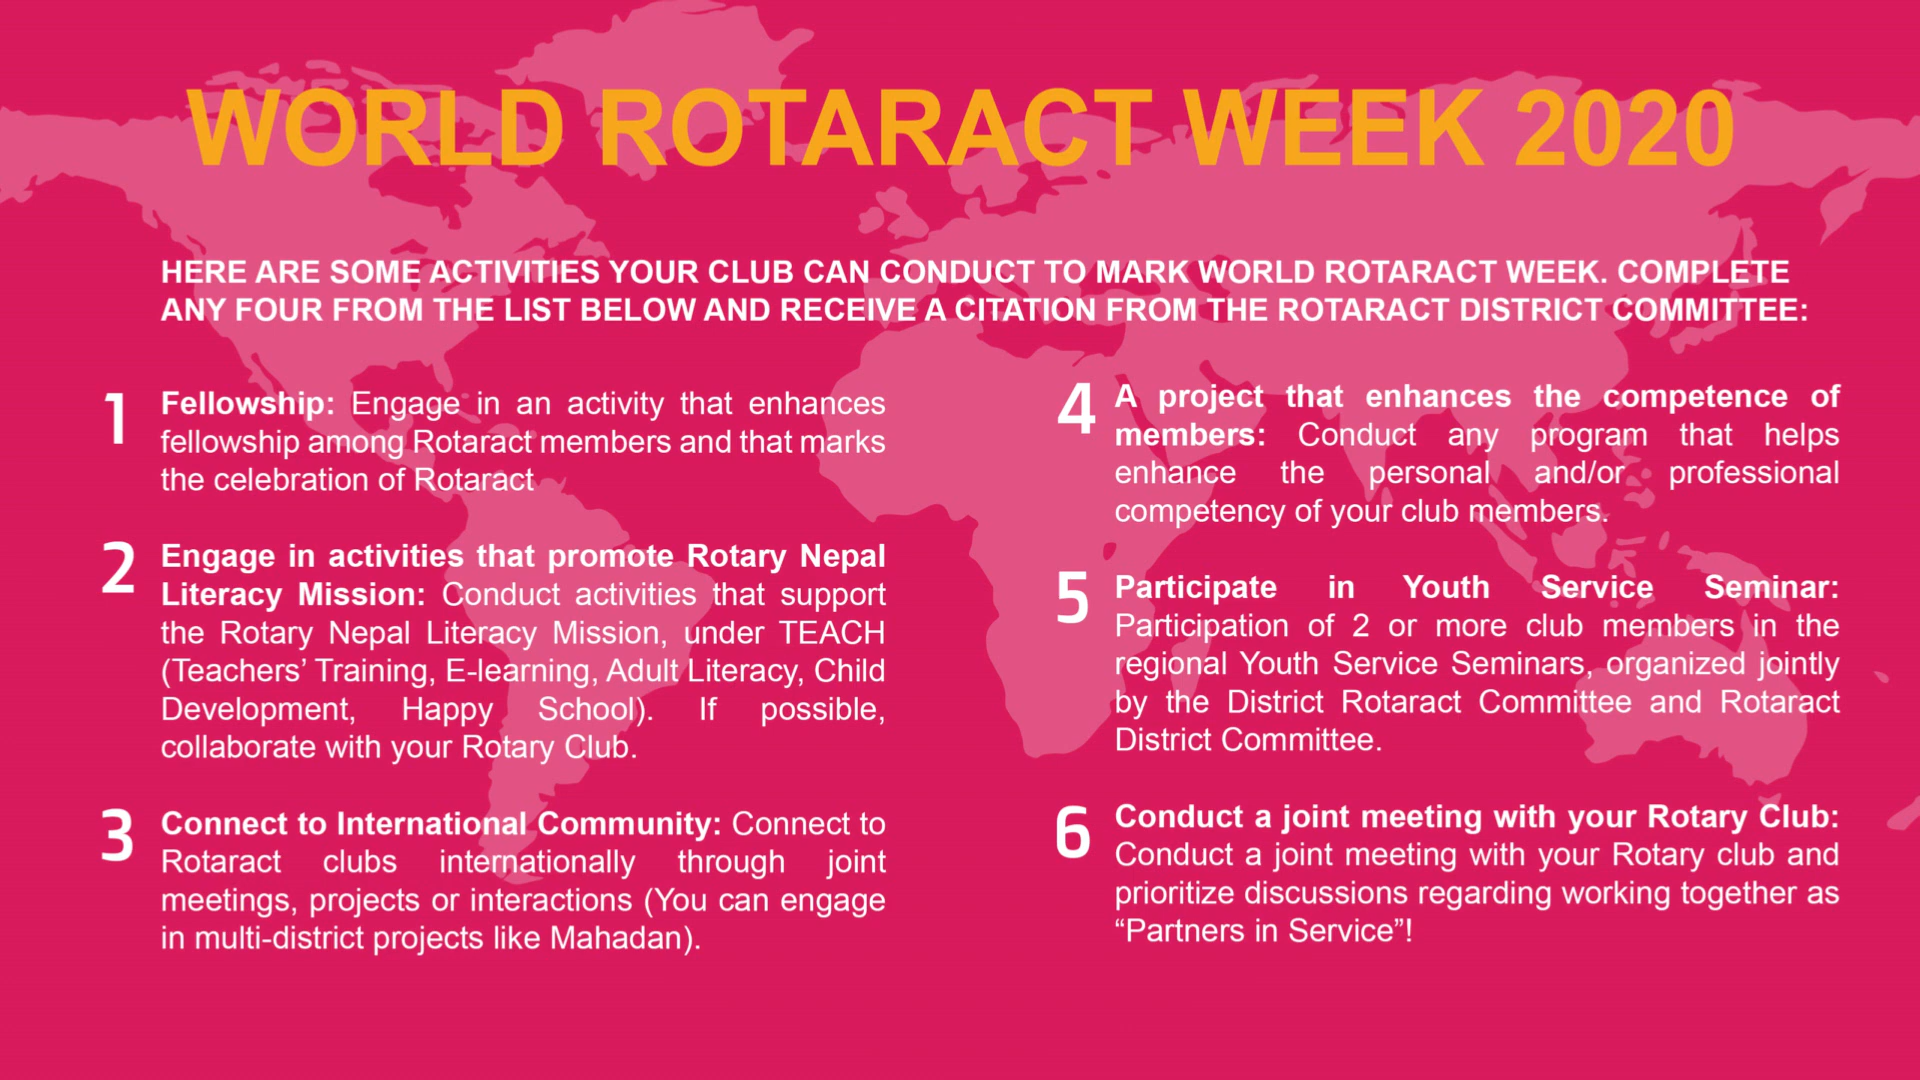 WORLD ROTARACT WEEK 2020
HERE ARE SOME ACTIVITIES YOUR CLUB CAN CONDUCT TO MARK WORLD ROTARACT WEEK. COMPLETE
ANY FOUR FROM THE LIST BELOW AND RECEIVE A CITATION FROM THE ROTARACT DISTRICT COMMITTEE:
1 Fellowship: Engage in an activity that enhances
fellowship among Rotaract members and that marks
the celebration of Rotaract
2 Engage in activities that promote Rotary Nepal
Literacy Mission: Conduct activities that support
the Rotary Nepal Literacy Mission, under TEACH
(Teachers’ Training, E-learning, Adult Literacy, Child
Development, Happy School). If possible,
collaborate with your Rotary Club.
3 Connect to International Community: Connect to
Rotaract clubs internationally through joint
meetings, projects or interactions (You can engage
in multi-district projects like Mahadan).
4 A project that enhances the competence of
members: Conduct any program that helps
enhance the personal and/or professional
competency of your club members.
5 Participate in Youth Service Seminar:
Participation of 2 or more club members in the
regional Youth Service Seminars, organized jointly
by the District Rotaract Committee and Rotaract
District Committee.
6 Conduct a joint meeting with your Rotary Club:
Conduct a joint meeting with your Rotary club and
prioritize discussions regarding working together as
“Partners in Service”!